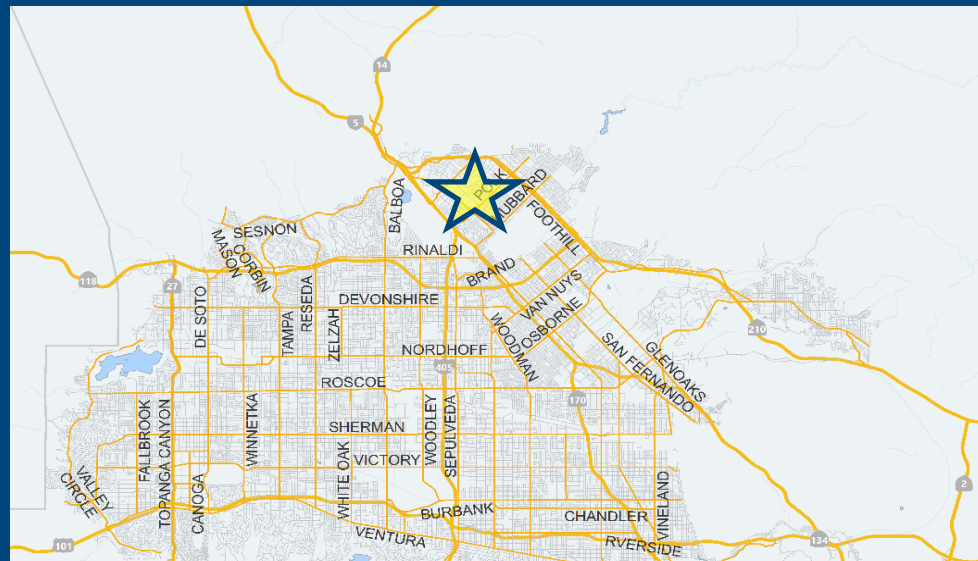 14
5
POLK
HUBBARD
BALBOA
FOOTHILL
SESNON
MASON
CORBIN
RINALDI
BRAND
118
27
VAN NUYS
DEVONSHIRE
RESEDA
OSBORNE
DE SOTO
TAMPA
ZELZAH
WOODMAN
210
NORDHOFF
SAN FERNANDO
GLENOAKS
405
ROSCOE
170
FALLBROOK
TOPANGA CANYON
WINNETKA
SHERMAN
WOODLEY
SEPULVEDA
VICTORY
WHITE OAK
VALLEY
CIRCLE
CANOGA
VINELAND
2
BURBANK
CHANDLER
101
VENTURA
RVERSIDE
134